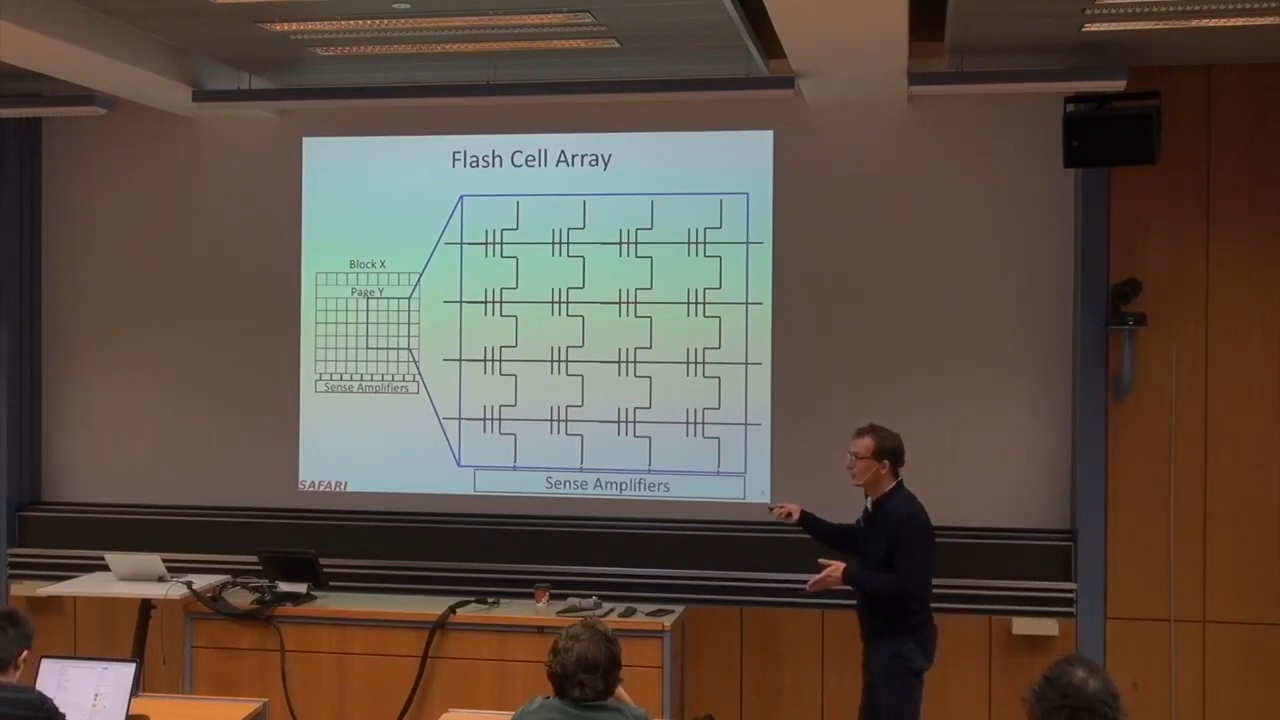 Flash Cell Array
Block X
Page Y
Sense Amplifiers
Sense Amplifiers
SAFARI